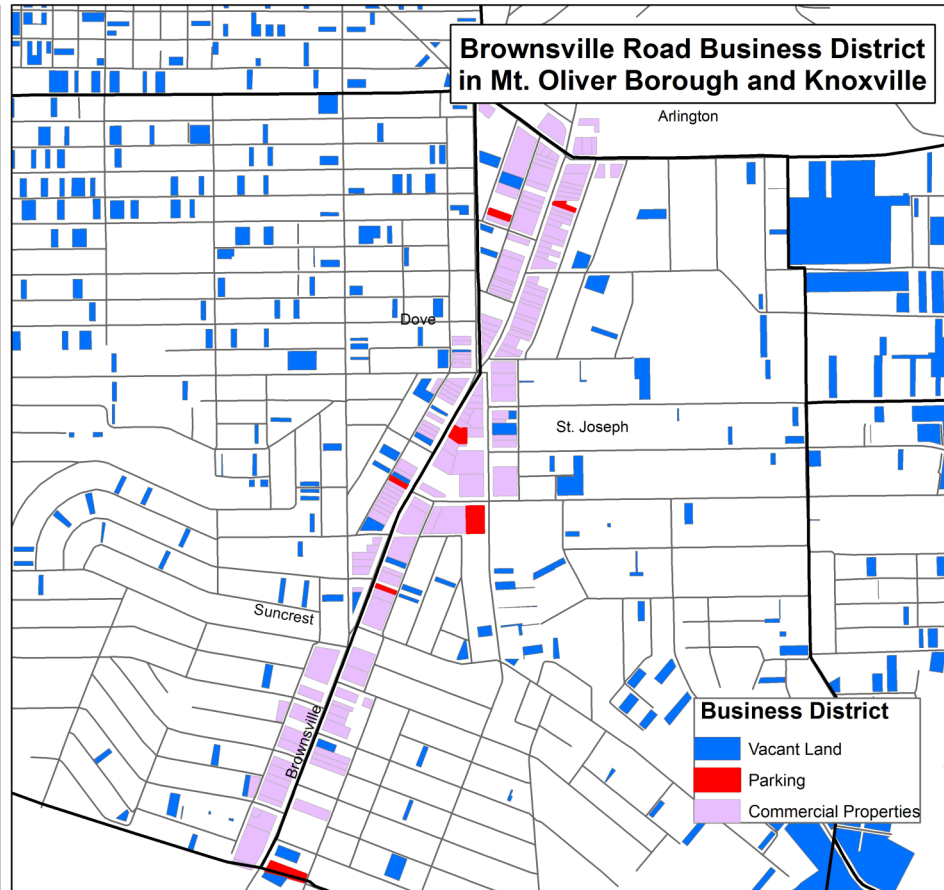 Brownsville Road Business District
in Mt. Oliver Borough and Knoxville
Arlington
Dove
St. Joseph
Suncrest
Brownsville
Business District
Vacant Land
Parking
Commercial Properties